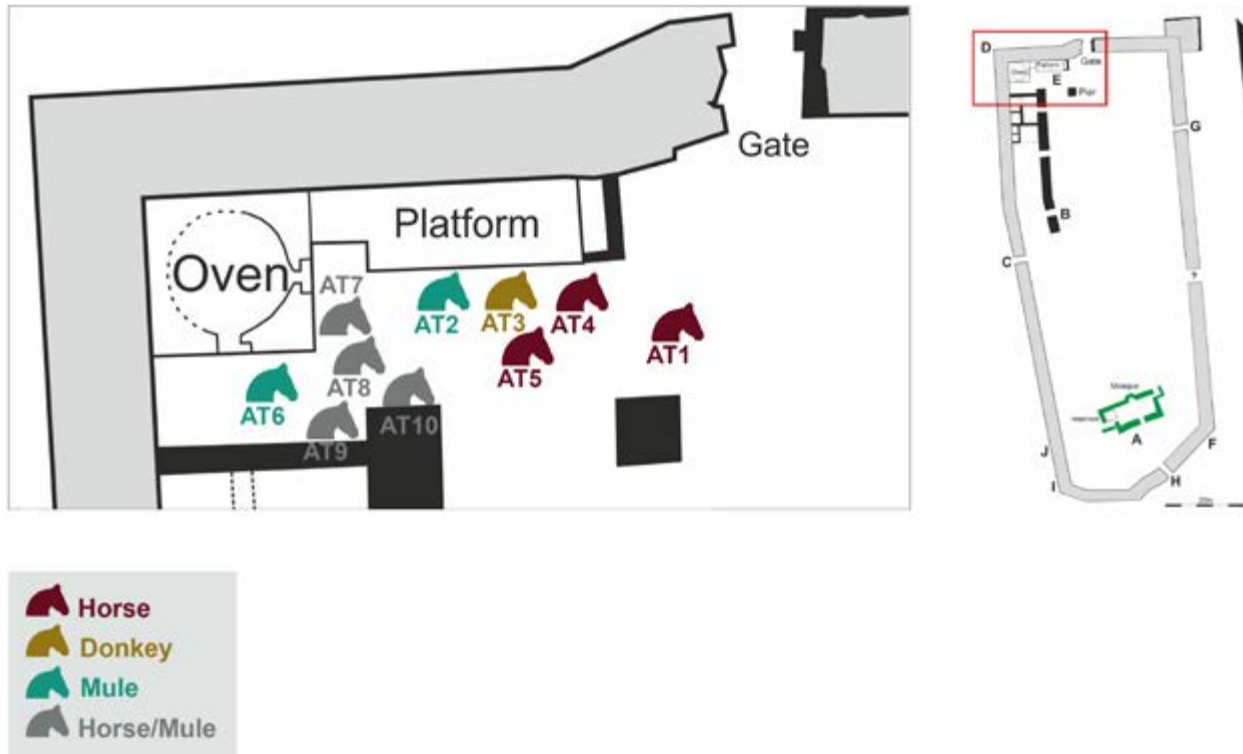 Gate
Platform
Oven
AT7
AT2
AT3
AT4
AT1
AT5
AT8
AT6
AT10
AT9
D
Gate
Platform
Oven
E
Pier
G
B
C
?
Mosque
A
F
J
H
I
Horse
Donkey
Mule
Horse/Mule